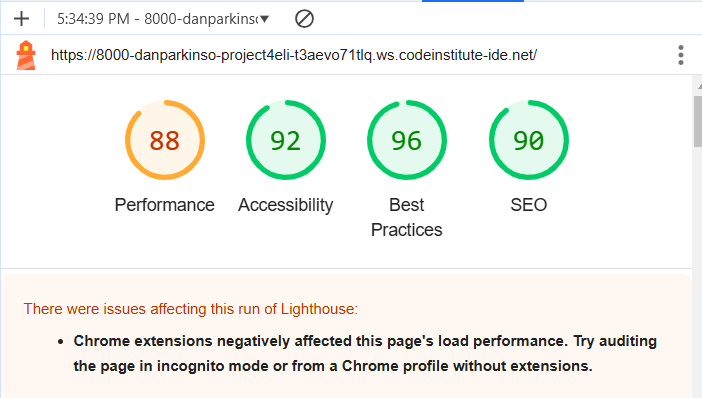 5:34:39 PM - 8000-danparkinso
https://8000-danparkinso-project4eli-t3aevo71tlq.ws.codeinstitute-ide.net/
88 92 96 90
Performance Accessibility Best SEO
Practices
There were issues affecting this run of Lighthouse:
• Chrome extensions negatively affected this page's load performance. Try auditing
the page in incognito mode or from a Chrome profile without extensions.